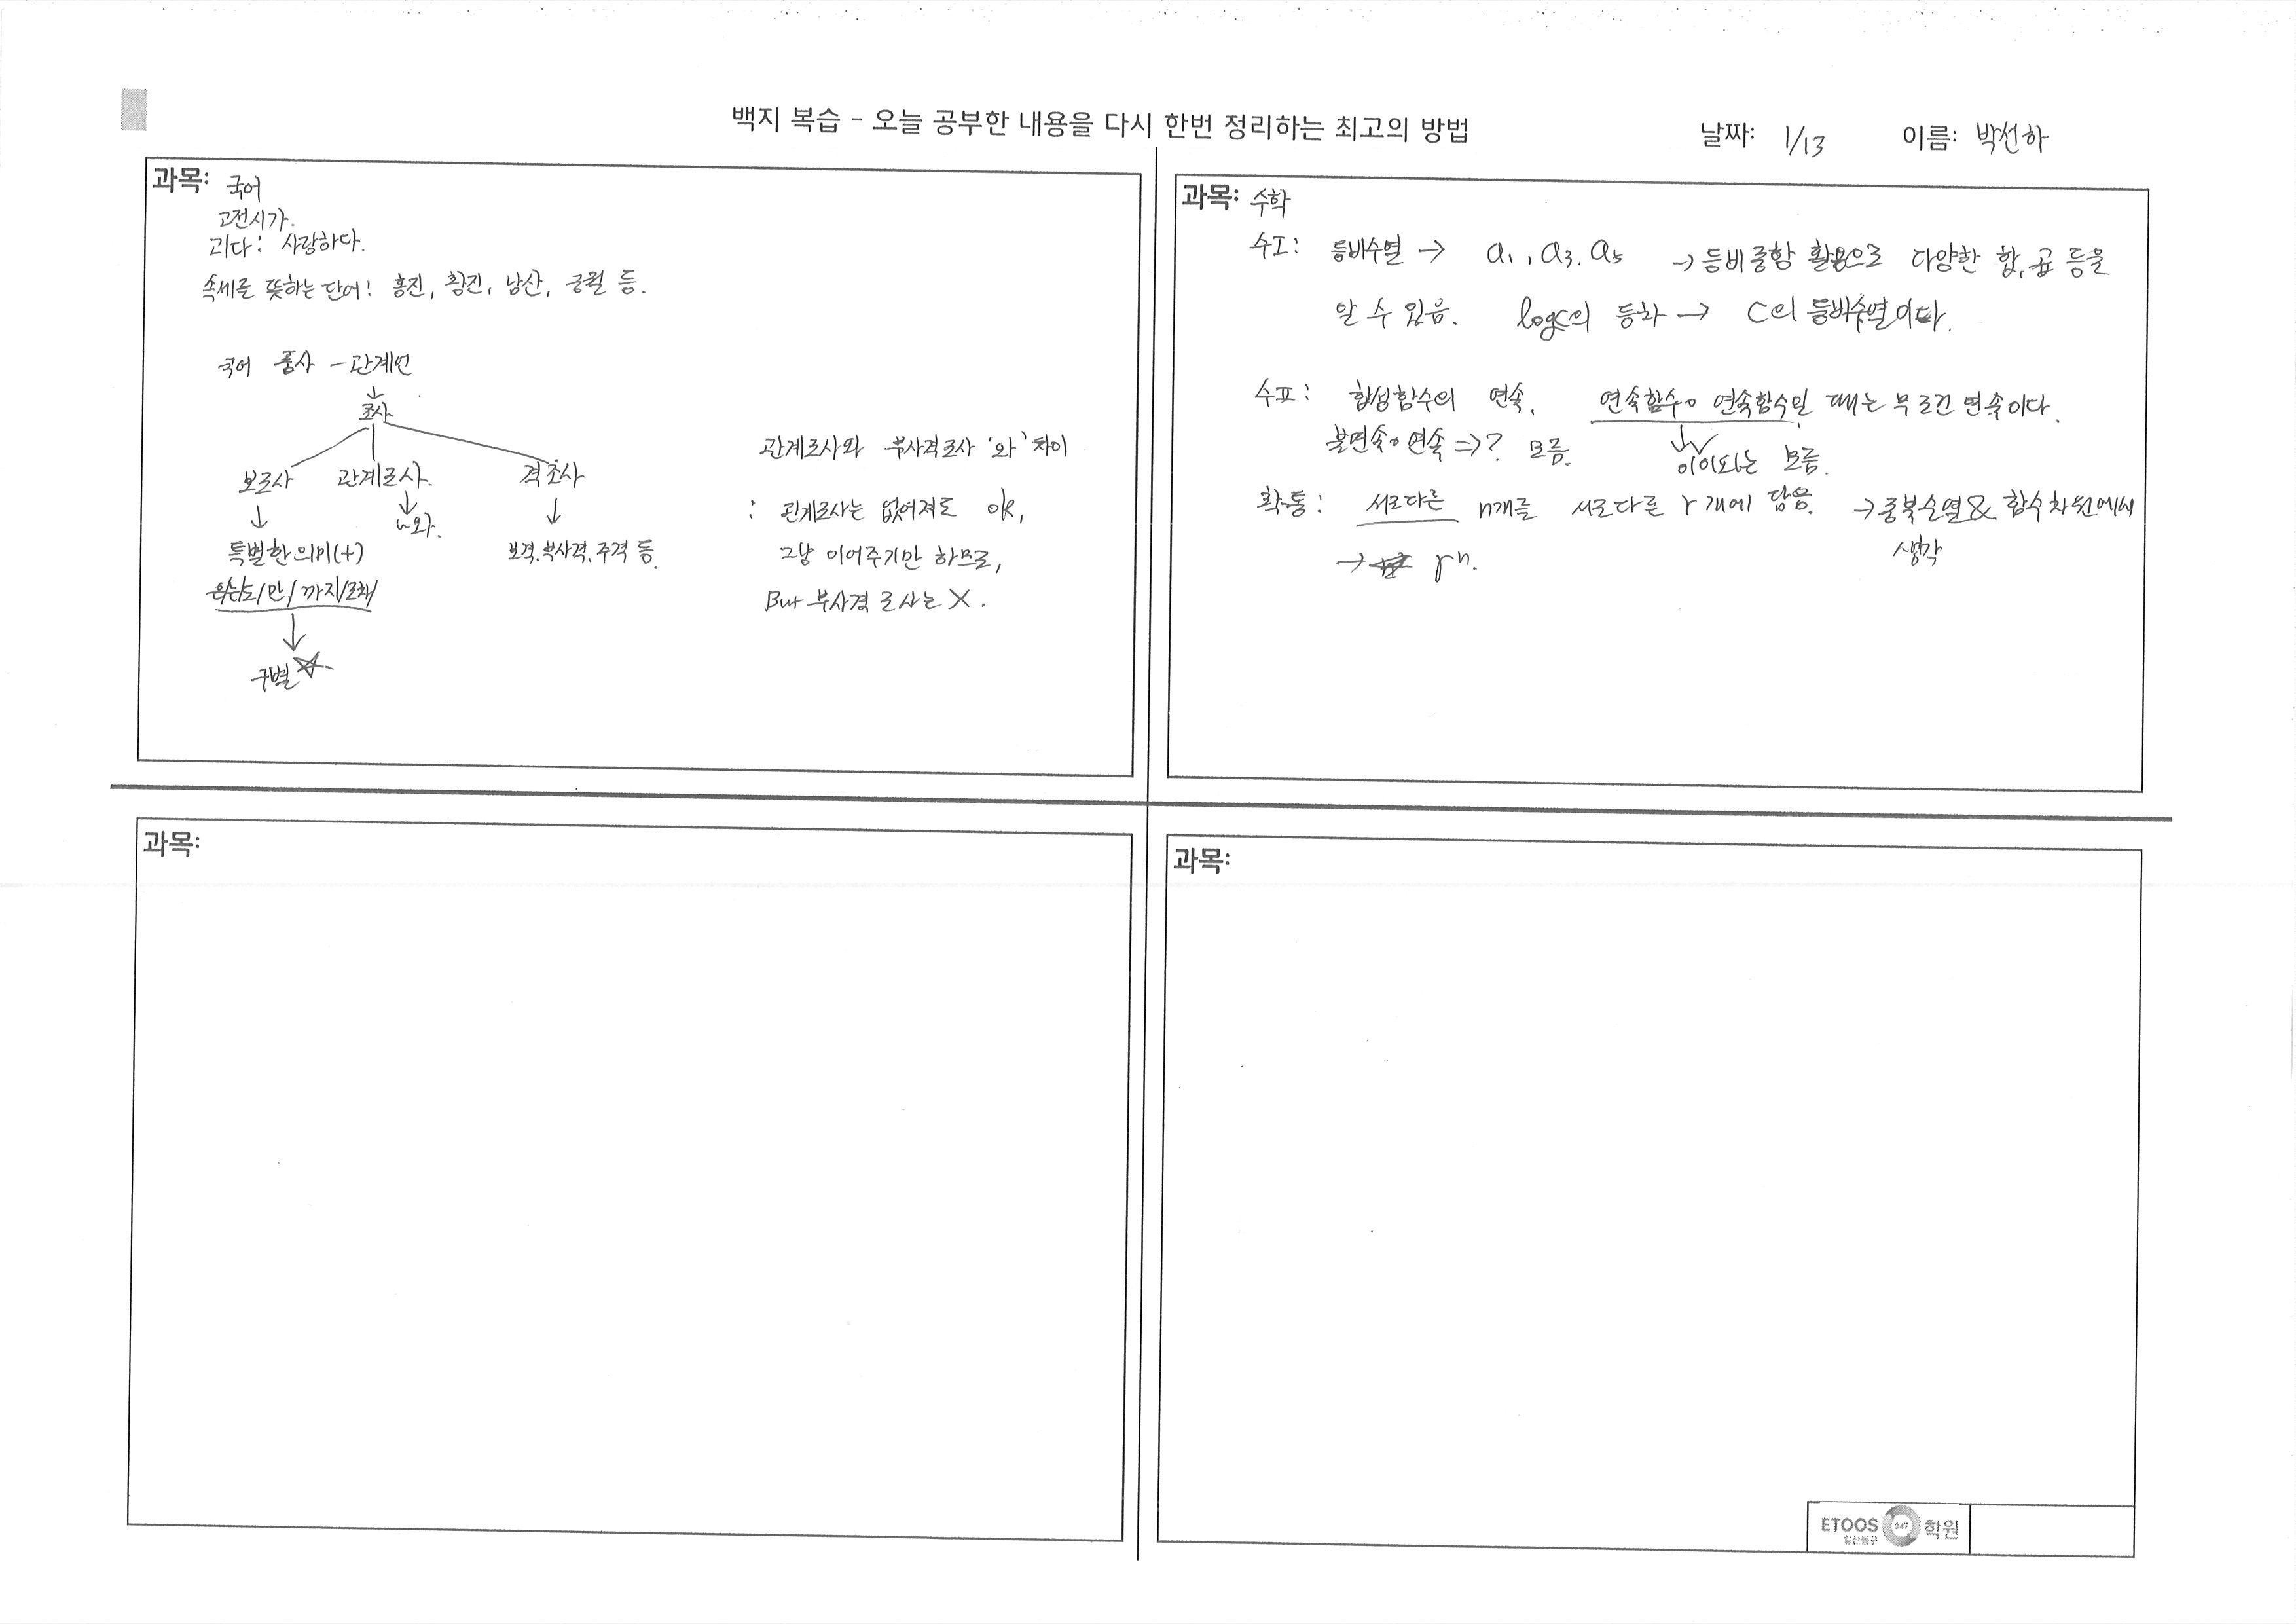 백지 복습 - 오늘 공부한 내용을 다시 한번 정리하는 최고의 방법
날짜: 1/13
이름: 박선하
과목: 국어
고전시가.
괴다: 사랑하다.
속세를 뜻하는 단어! 홍진, 황진, 남산, 궁궐 등.
국어 품사 - 관계언
↓
조사
보조사 관계조사. 격조사
↓ ↓ ↓
와.
특별한의미(+) 보격.부사격.주격 등.
도/만/까지/조차
↓
구별 ☆
관계조사와 부사격조사 '와' 차이
: 관계조사는 없어져도 ok,
그냥 이어주기만 하므로,
But 부사격 조사는 X.
과목: 수학
수I: 등비수열 → a₁, a₃, a₅ → 등비중항 활용으로 다양한 합, 곱 등을
알 수 있음. logc의 등차 → C의 등비수열이다.
수II: 합성함수의 연속. 연속함수∘연속함수일 때는 무조건 연속이다.
불연속∘연속 ⇒? 모름. 이외는 모름.
확통: 서로다른 n개를 서로다른 r개에 담음. → 중복순열 & 함수 차원에서
생각
→ rⁿ.
과목:
과목:
ETOOS 247 학원